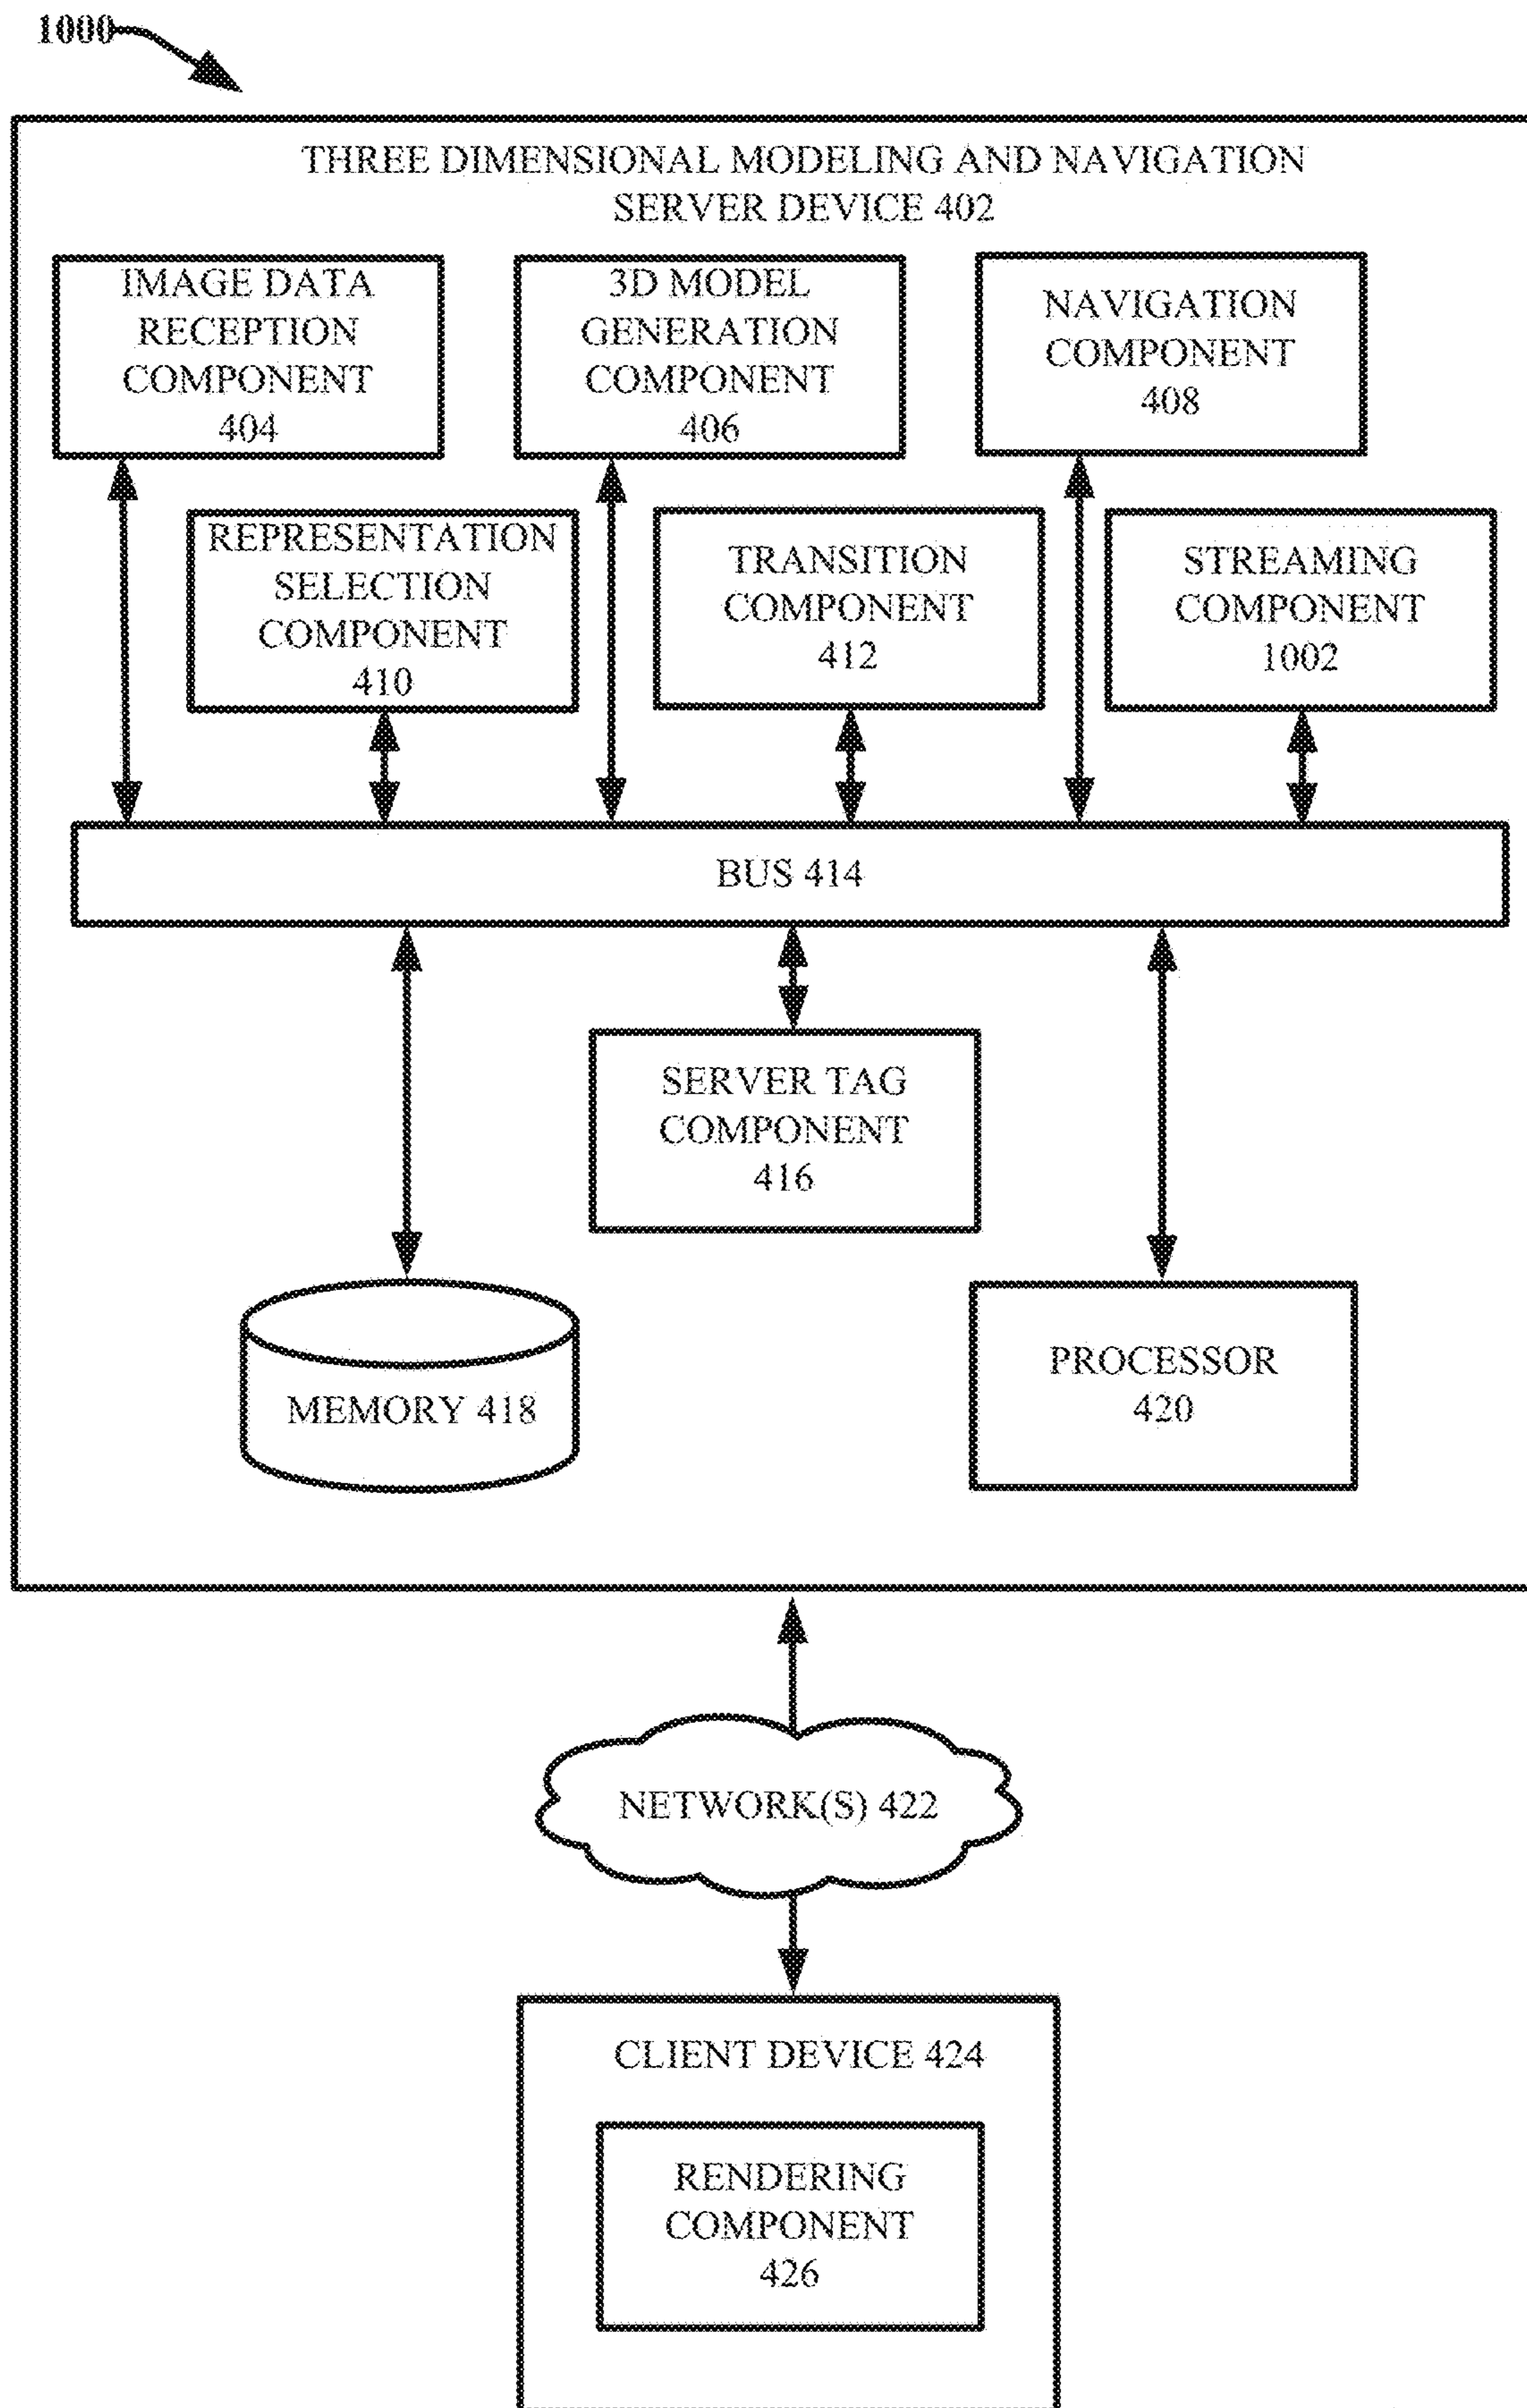 1000
THREE DIMENSIONAL MODELING AND NAVIGATION
SERVER DEVICE 402
IMAGE DATA
RECEPTION
COMPONENT
404
3D MODEL
GENERATION
COMPONENT
406
NAVIGATION
COMPONENT
408
REPRESENTATION
SELECTION
COMPONENT
410
TRANSITION
COMPONENT
412
STREAMING
COMPONENT
1002
BUS 414
SERVER TAG
COMPONENT
416
MEMORY 418
PROCESSOR
420
NETWORK(S) 422
CLIENT DEVICE 424
RENDERING
COMPONENT
426